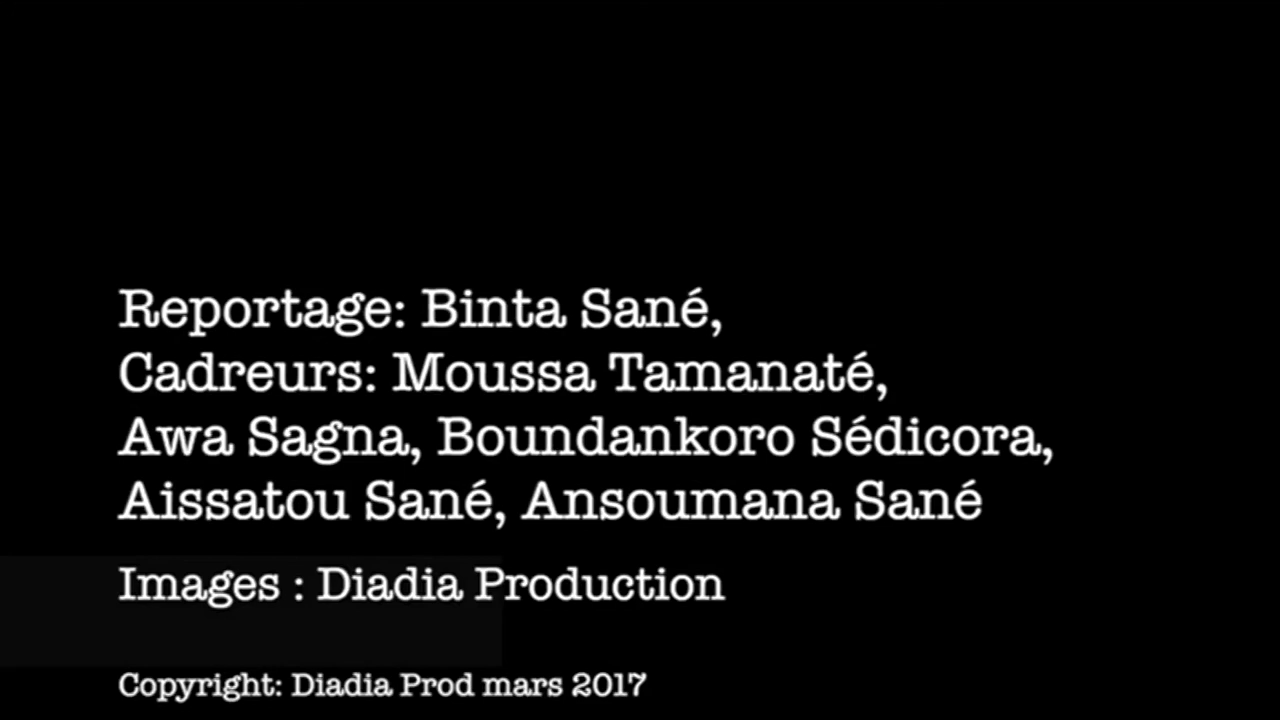 Reportage: Binta Sané,
Cadreurs: Moussa Tamanaté,
Awa Sagna, Boundankoro Sédicora,
Aissatou Sané, Ansoumana Sané
Images : Diadia Production
Copyright: Diadia Prod mars 2017